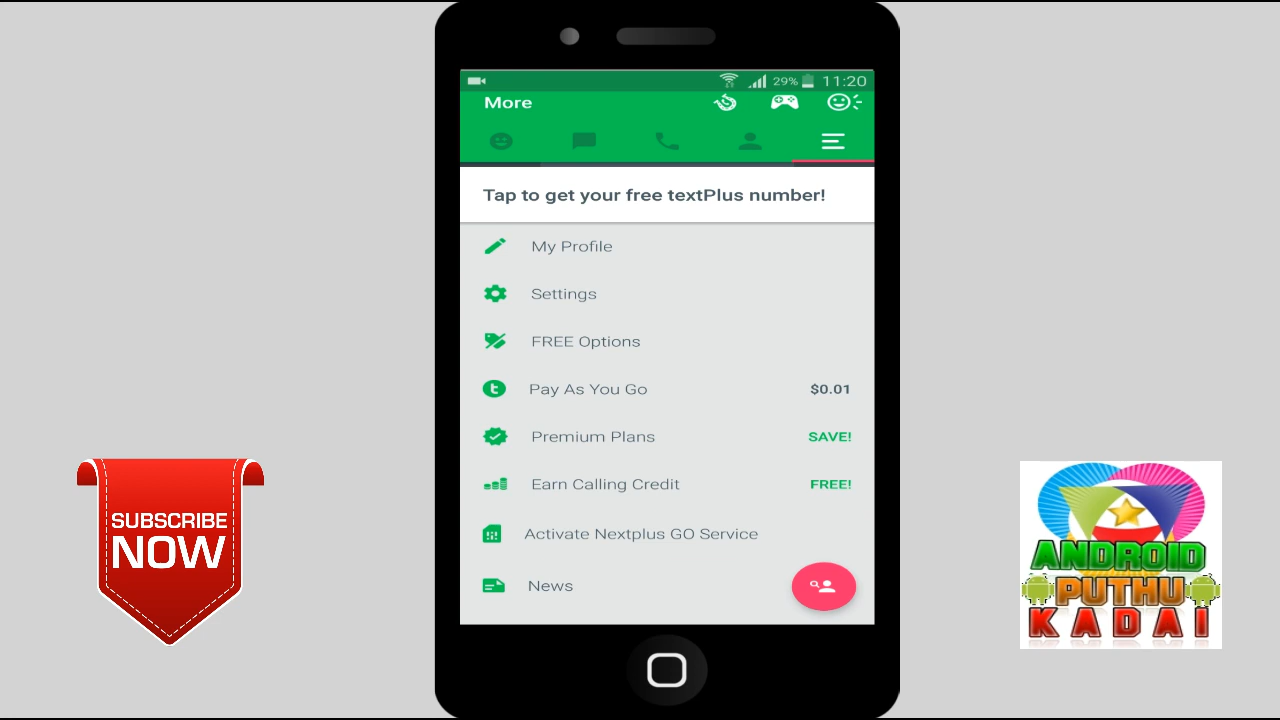 29% 11:20
More
Tap to get your free textPlus number!
My Profile
Settings
FREE Options
Pay As You Go $0.01
Premium Plans SAVE!
Earn Calling Credit FREE!
Activate Nextplus GO Service
News
SUBSCRIBE
NOW
ANDROID
PUTHU
KADAI